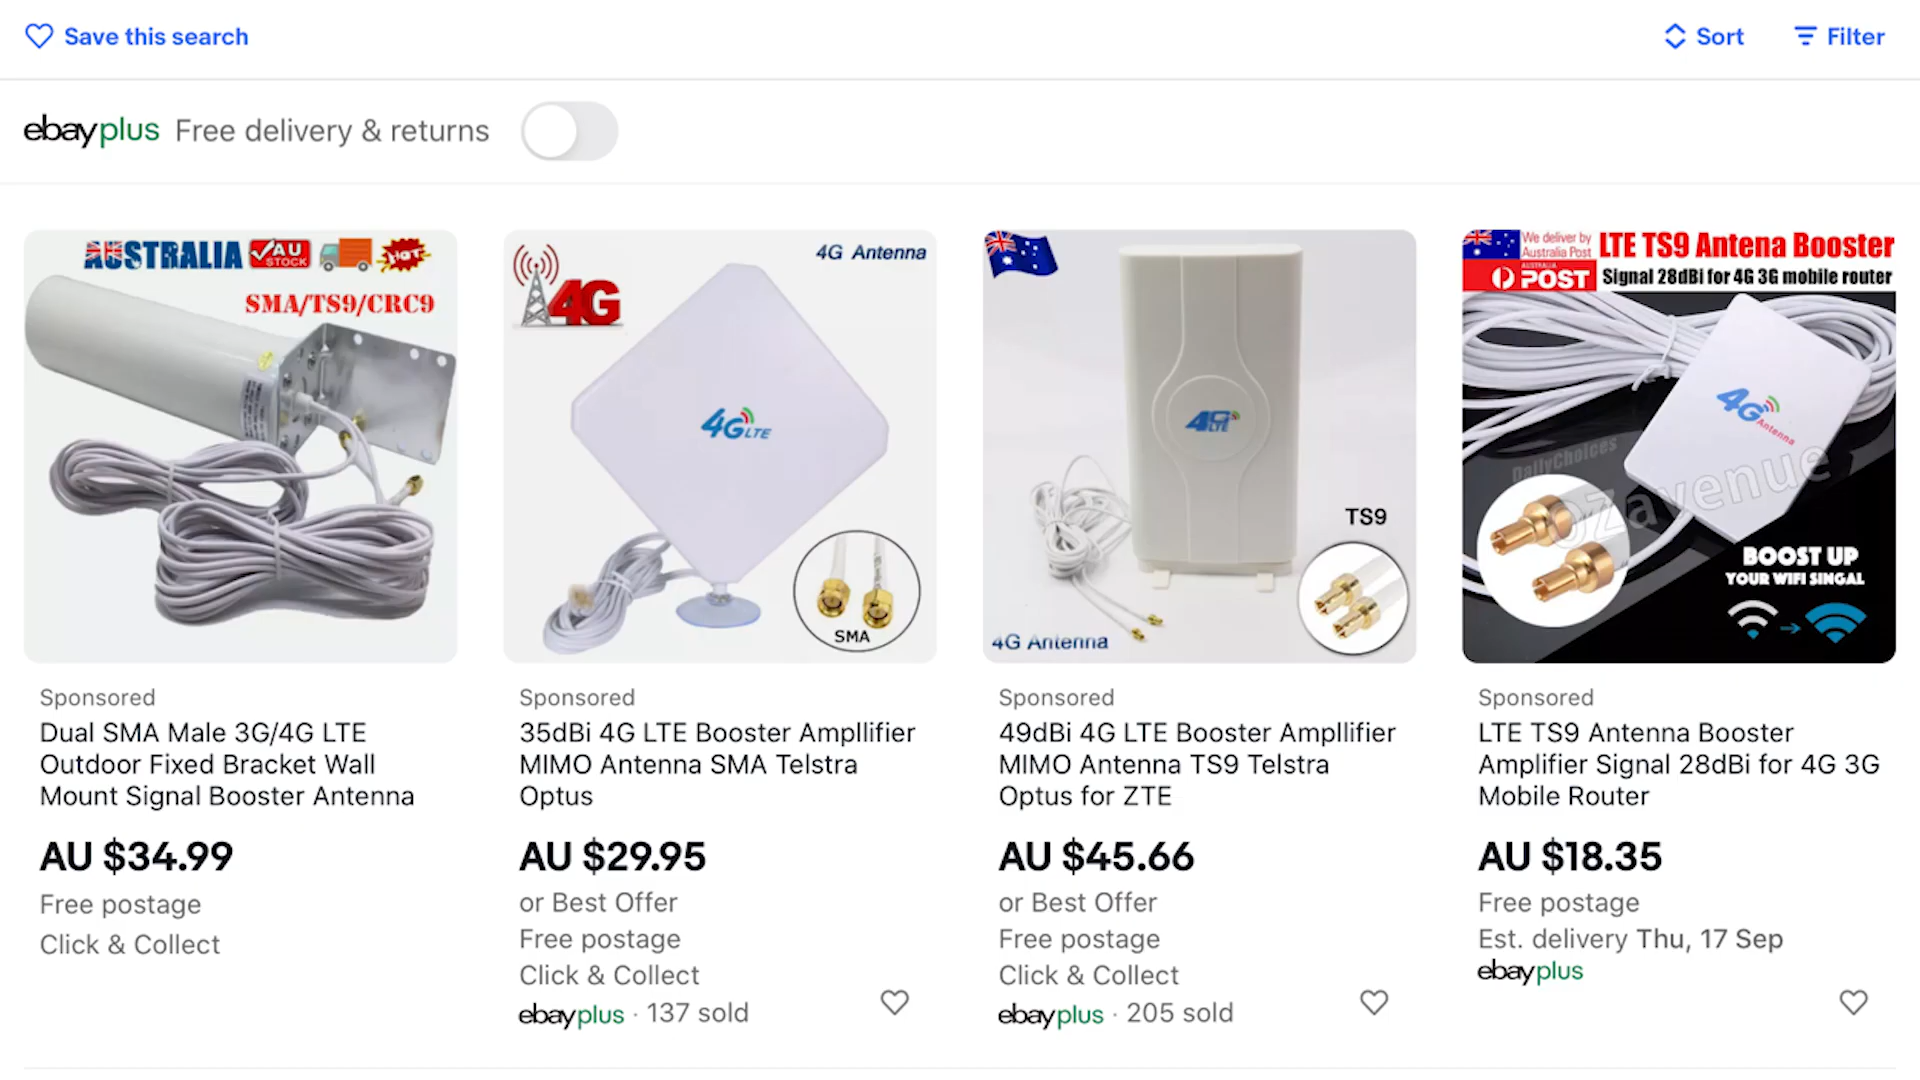 Save this search
Sort
Filter
ebayplus Free delivery & returns
AUSTRALIA AU STOCK HOT
SMA/TS9/CRC9
4G Antenna
4G
4G LTE
SMA
4G LTE
TS9
4G Antenna
We deliver by
Australia Post
AUSTRALIA
POST
LTE TS9 Antena Booster
Signal 28dBi for 4G 3G mobile router
4G Antenna
DailyChoices
ozavenue
BOOST UP
YOUR WIFI SINGAL
Sponsored
Dual SMA Male 3G/4G LTE
Outdoor Fixed Bracket Wall
Mount Signal Booster Antenna
AU $34.99
Free postage
Click & Collect
Sponsored
35dBi 4G LTE Booster Ampllifier
MIMO Antenna SMA Telstra
Optus
AU $29.95
or Best Offer
Free postage
Click & Collect
ebayplus · 137 sold
Sponsored
49dBi 4G LTE Booster Ampllifier
MIMO Antenna TS9 Telstra
Optus for ZTE
AU $45.66
or Best Offer
Free postage
Click & Collect
ebayplus · 205 sold
Sponsored
LTE TS9 Antenna Booster
Amplifier Signal 28dBi for 4G 3G
Mobile Router
AU $18.35
Free postage
Est. delivery Thu, 17 Sep
ebayplus